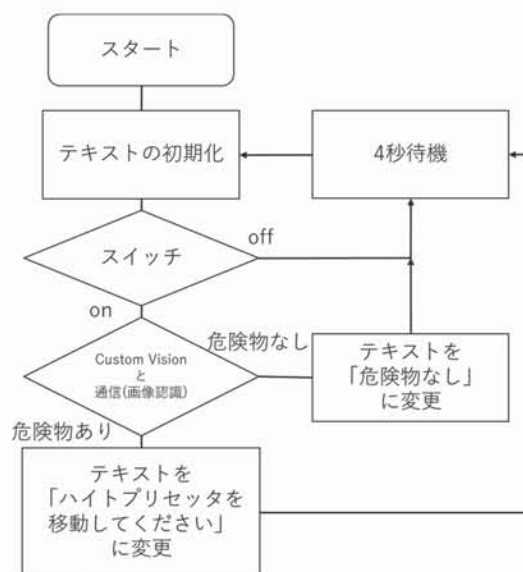 スタート
テキストの初期化
4秒待機
スイッチ
off
on
Custom Vision
と
通信(画像認識)
危険物なし
テキストを
「危険物なし」
に変更
危険物あり
テキストを
「ハイトプリセッタを
移動してください」
に変更